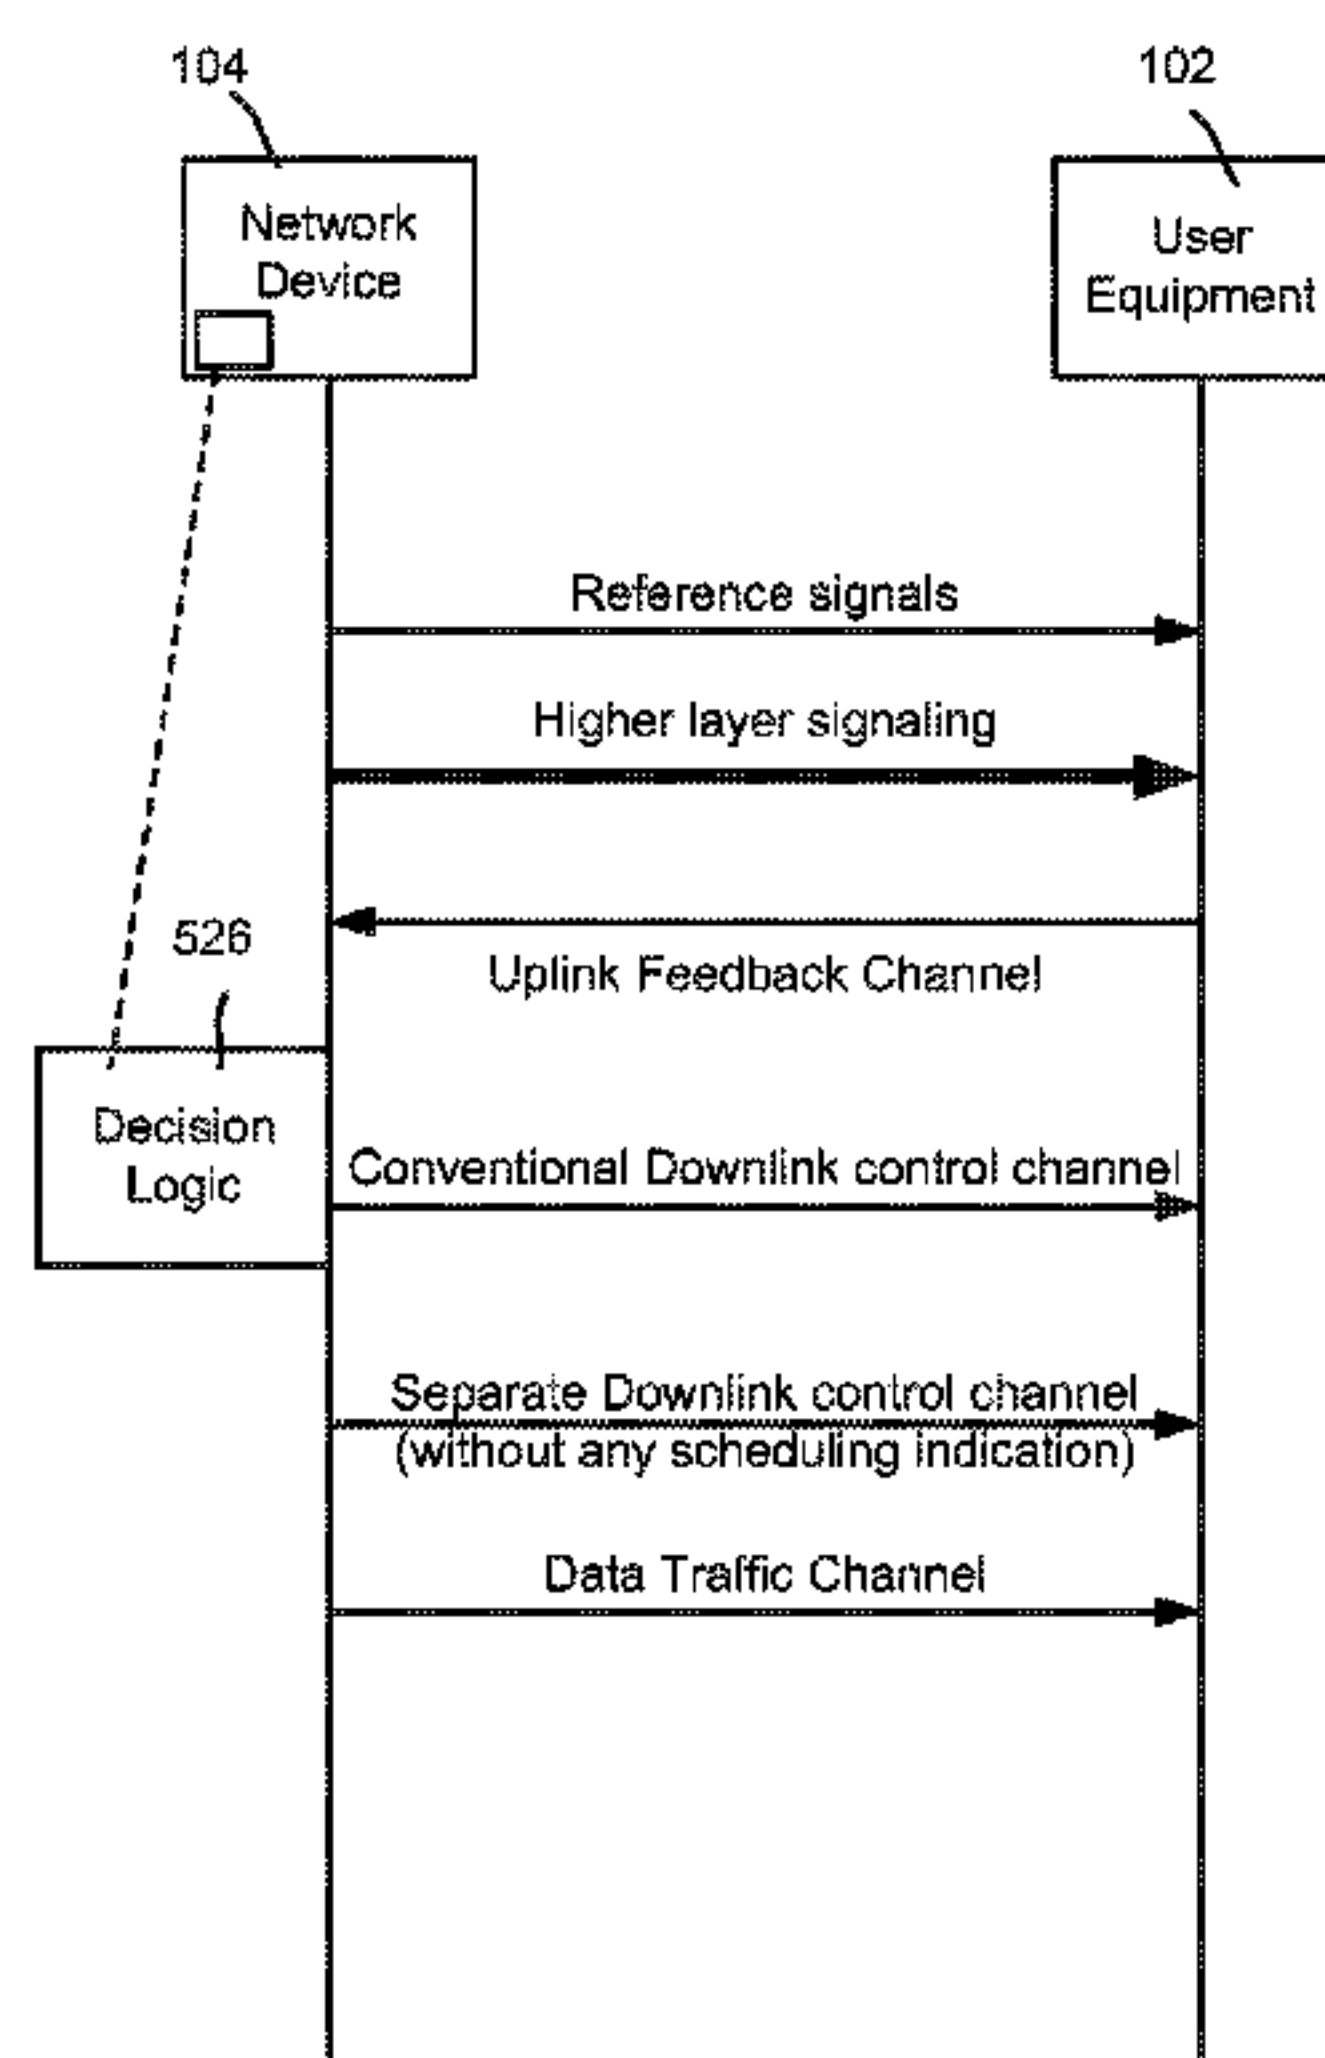 104
102
Network
Device
User
Equipment
Reference signals
Higher layer signaling
526
Uplink Feedback Channel
Decision
Logic
Conventional Downlink control channel
Separate Downlink control channel
(without any scheduling indication)
Data Traffic Channel